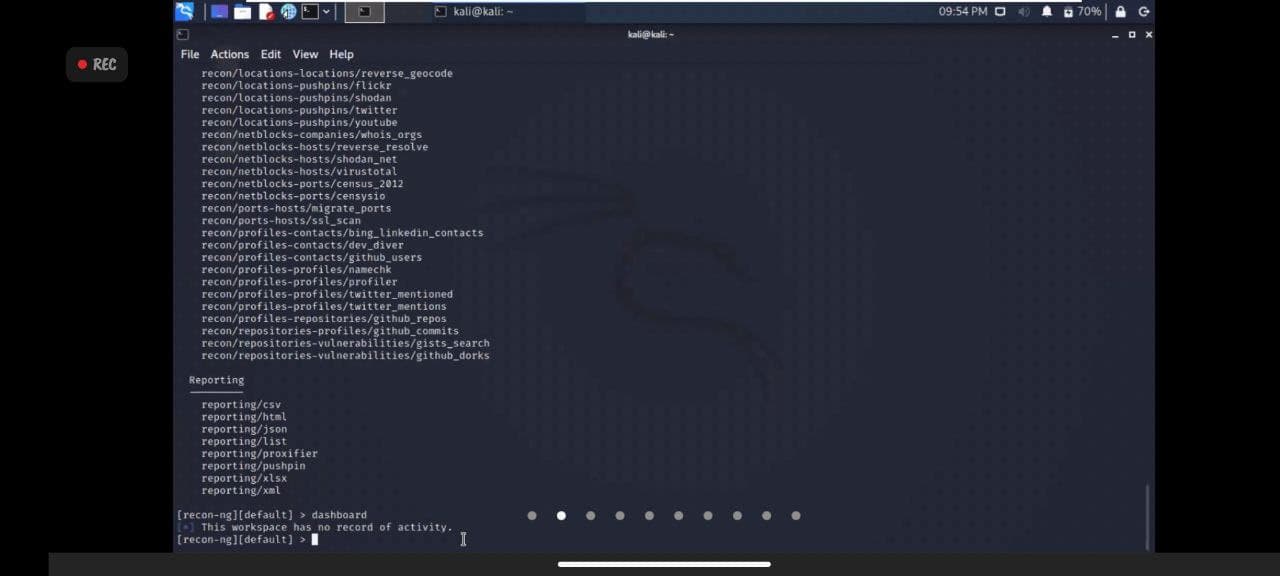 kali@kali: ~
09:54 PM
70%
kali@kali: ~
File Actions Edit View Help
REC
recon/locations-locations/reverse_geocode
recon/locations-pushpins/flickr
recon/locations-pushpins/shodan
recon/locations-pushpins/twitter
recon/locations-pushpins/youtube
recon/netblocks-companies/whois_orgs
recon/netblocks-hosts/reverse_resolve
recon/netblocks-hosts/shodan_net
recon/netblocks-hosts/virustotal
recon/netblocks-ports/census_2012
recon/netblocks-ports/censysio
recon/ports-hosts/migrate_ports
recon/ports-hosts/ssl_scan
recon/profiles-contacts/bing_linkedin_contacts
recon/profiles-contacts/dev_diver
recon/profiles-contacts/github_users
recon/profiles-profiles/namechk
recon/profiles-profiles/profiler
recon/profiles-profiles/twitter_mentioned
recon/profiles-profiles/twitter_mentions
recon/profiles-repositories/github_repos
recon/repositories-profiles/github_commits
recon/repositories-vulnerabilities/gists_search
recon/repositories-vulnerabilities/github_dorks
Reporting
reporting/csv
reporting/html
reporting/json
reporting/list
reporting/proxifier
reporting/pushpin
reporting/xlsx
reporting/xml
[recon-ng][default] > dashboard
[*] This workspace has no record of activity.
[recon-ng][default] >